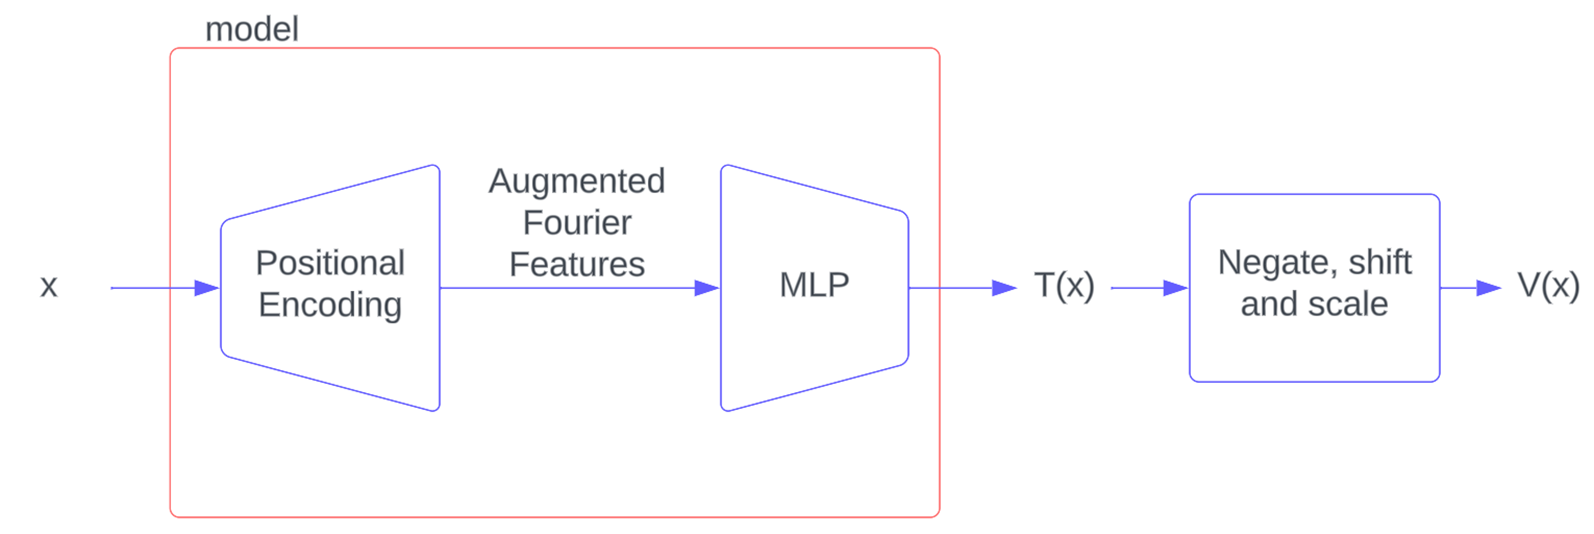 model
x
Positional
Encoding
Augmented
Fourier
Features
MLP
T(x)
Negate, shift
and scale
V(x)